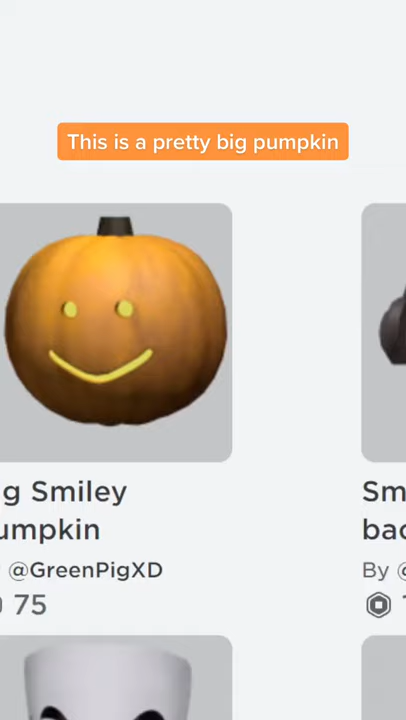 This is a pretty big pumpkin
g Smiley
umpkin
@GreenPigXD
75
Sm
bac
By @